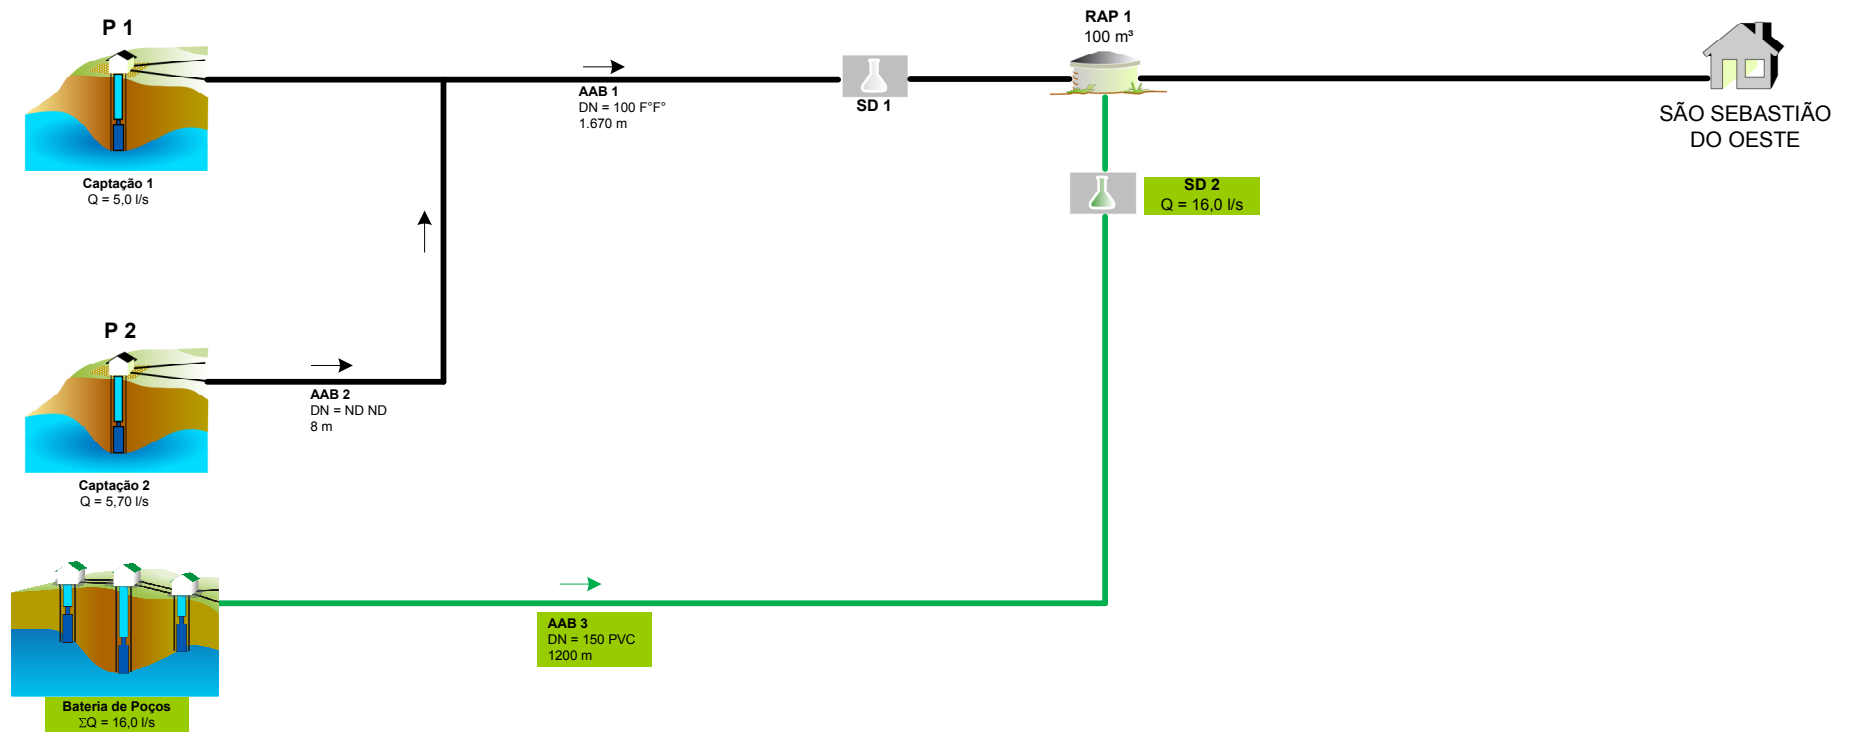 P 1
Captação 1
Q = 5,0 l/s
AAB 1
DN = 100 F°F°
1.670 m
SD 1
RAP 1
100 m³
SÃO SEBASTIÃO
DO OESTE
SD 2
Q = 16,0 l/s
P 2
Captação 2
Q = 5,70 l/s
AAB 2
DN = ND ND
8 m
AAB 3
DN = 150 PVC
1200 m
Bateria de Poços
ΣQ = 16,0 l/s